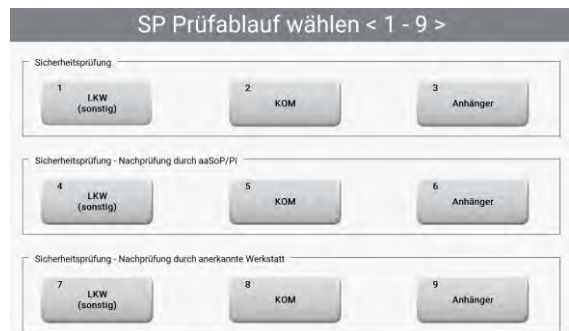 SP Prüfablauf wählen < 1 - 9 >
Sicherheitsprüfung
1
LKW
(sonstig)
2
KOM
3
Anhänger
Sicherheitsprüfung - Nachprüfung durch aaSoP/PI
4
LKW
(sonstig)
5
KOM
6
Anhänger
Sicherheitsprüfung - Nachprüfung durch anerkannte Werkstatt
7
LKW
(sonstig)
8
KOM
9
Anhänger